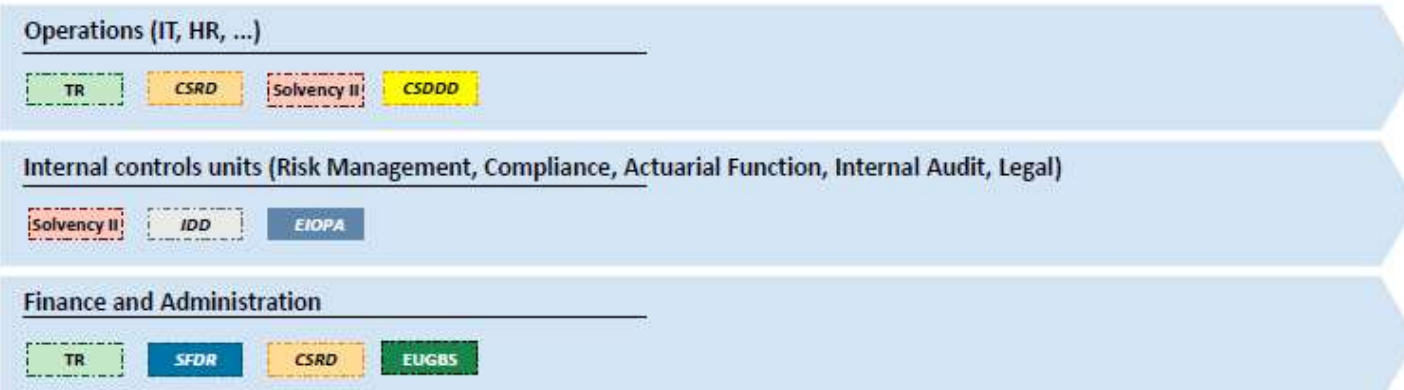 Operations (IT, HR, ...)
TR CSRD Solvency II CSDDD
Internal controls units (Risk Management, Compliance, Actuarial Function, Internal Audit, Legal)
Solvency II IDD EIOPA
Finance and Administration
TR SFDR CSRD EUGBS